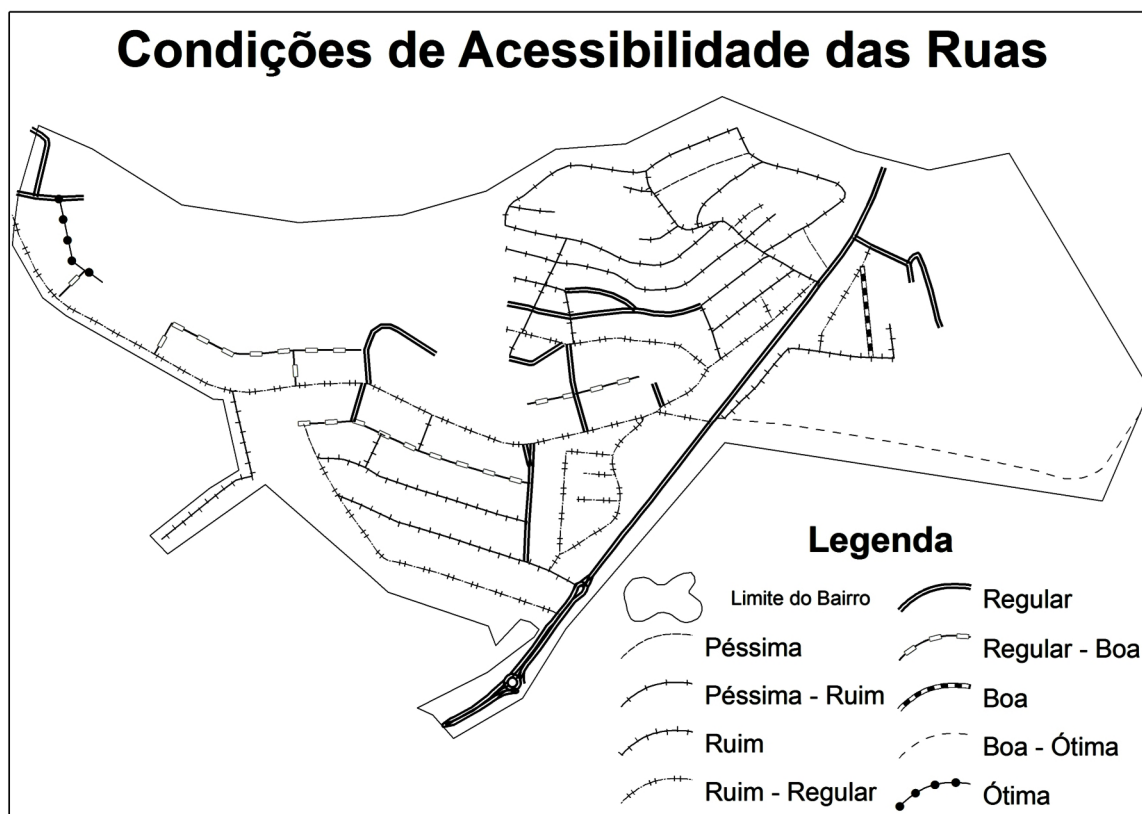 Condições de Acessibilidade das Ruas
Legenda
Limite do Bairro
Péssima
Péssima - Ruim
Ruim
Ruim - Regular
Regular
Regular - Boa
Boa
Boa - Ótima
Ótima